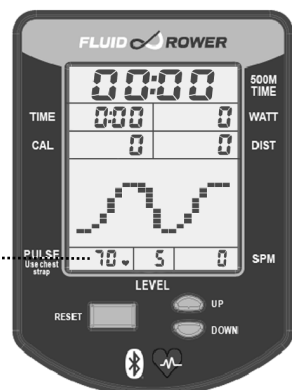 FLUID ROWER
00:00
500M
TIME
TIME 0:00 0 WATT
CAL 0 0 DIST
PULSE
Use chest
strap
70 5 0 SPM
LEVEL
RESET
UP
DOWN